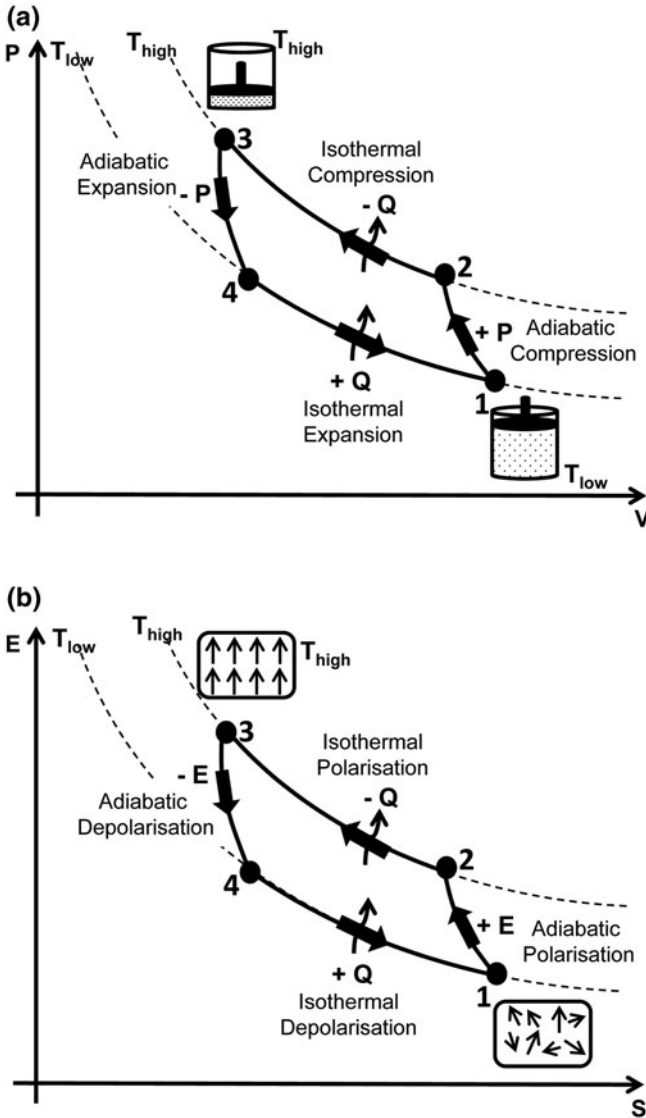 (a)
P
T_low
T_high
T_high
3
Adiabatic
Expansion
- P
Isothermal
Compression
- Q
2
4
+ P
Adiabatic
Compression
+ Q
Isothermal
Expansion
1
T_low
V
(b)
E
T_low
T_high
T_high
3
- E
Isothermal
Polarisation
- Q
Adiabatic
Depolarisation
2
4
+ E
Adiabatic
Polarisation
+ Q
Isothermal
Depolarisation
1
S